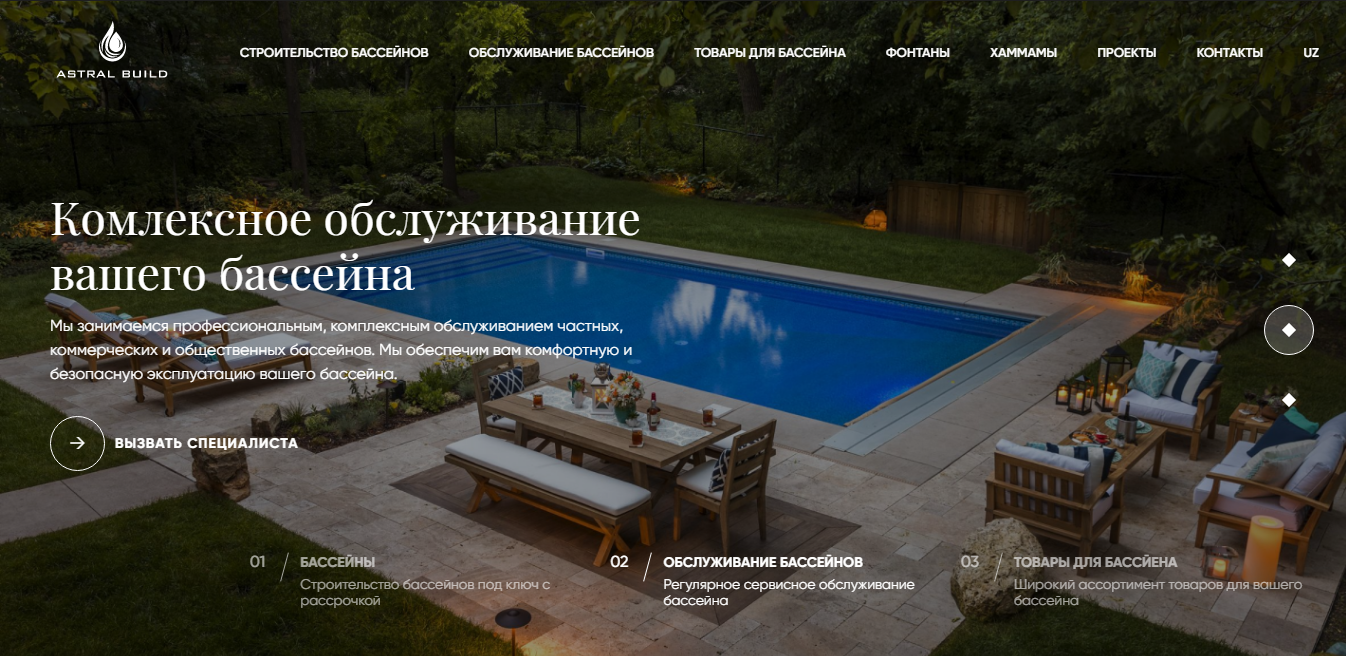 ASTRAL BUILD
СТРОИТЕЛЬСТВО БАССЕЙНОВ ОБСЛУЖИВАНИЕ БАССЕЙНОВ ТОВАРЫ ДЛЯ БАССЕЙНА ФОНТАНЫ ХАММАМЫ ПРОЕКТЫ КОНТАКТЫ UZ
Комлексное обслуживание
вашего бассейна
Мы занимаемся профессиональным, комплексным обслуживанием частных,
коммерческих и общественных бассейнов. Мы обеспечим вам комфортную и
безопасную эксплуатацию вашего бассейна.
ВЫЗВАТЬ СПЕЦИАЛИСТА
01 БАССЕЙНЫ
Строительство бассейнов под ключ с
рассрочкой
02 ОБСЛУЖИВАНИЕ БАССЕЙНОВ
Регулярное сервисное обслуживание
бассейна
03 ТОВАРЫ ДЛЯ БАССЙЕНА
Широкий ассортимент товаров для вашего
бассейна